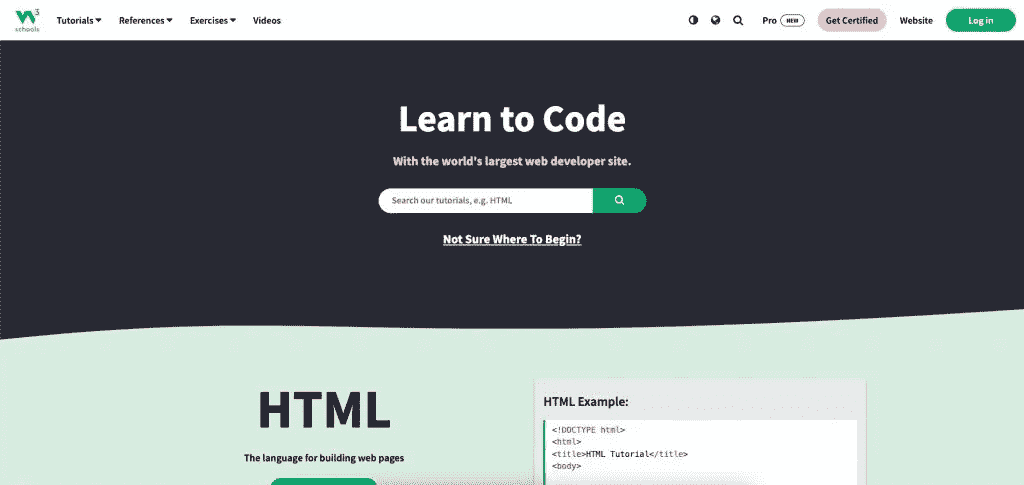 W3
schools
Tutorials References Exercises Videos
Pro NEW Get Certified Website Log in
Learn to Code
With the world's largest web developer site.
Search our tutorials, e.g. HTML
Not Sure Where To Begin?
HTML
The language for building web pages
HTML Example:
<!DOCTYPE html>
<html>
<title>HTML Tutorial</title>
<body>